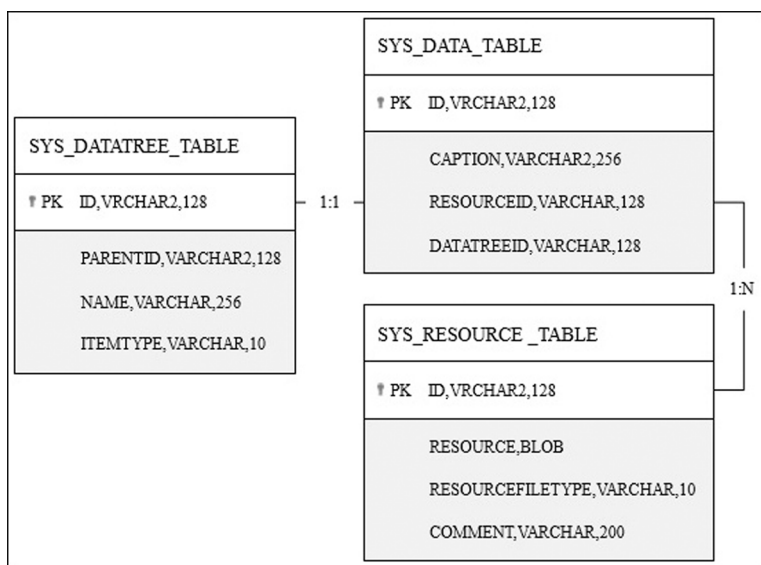 SYS_DATATREE_TABLE
PK ID,VRCHAR2,128
PARENTID,VARCHAR2,128
NAME,VARCHAR,256
ITEMTYPE,VARCHAR,10
1:1
SYS_DATA_TABLE
PK ID,VRCHAR2,128
CAPTION,VARCHAR2,256
RESOURCEID,VARCHAR,128
DATATREEID,VARCHAR,128
1:N
SYS_RESOURCE _TABLE
PK ID,VRCHAR2,128
RESOURCE,BLOB
RESOURCEFILETYPE,VARCHAR,10
COMMENT,VARCHAR,200